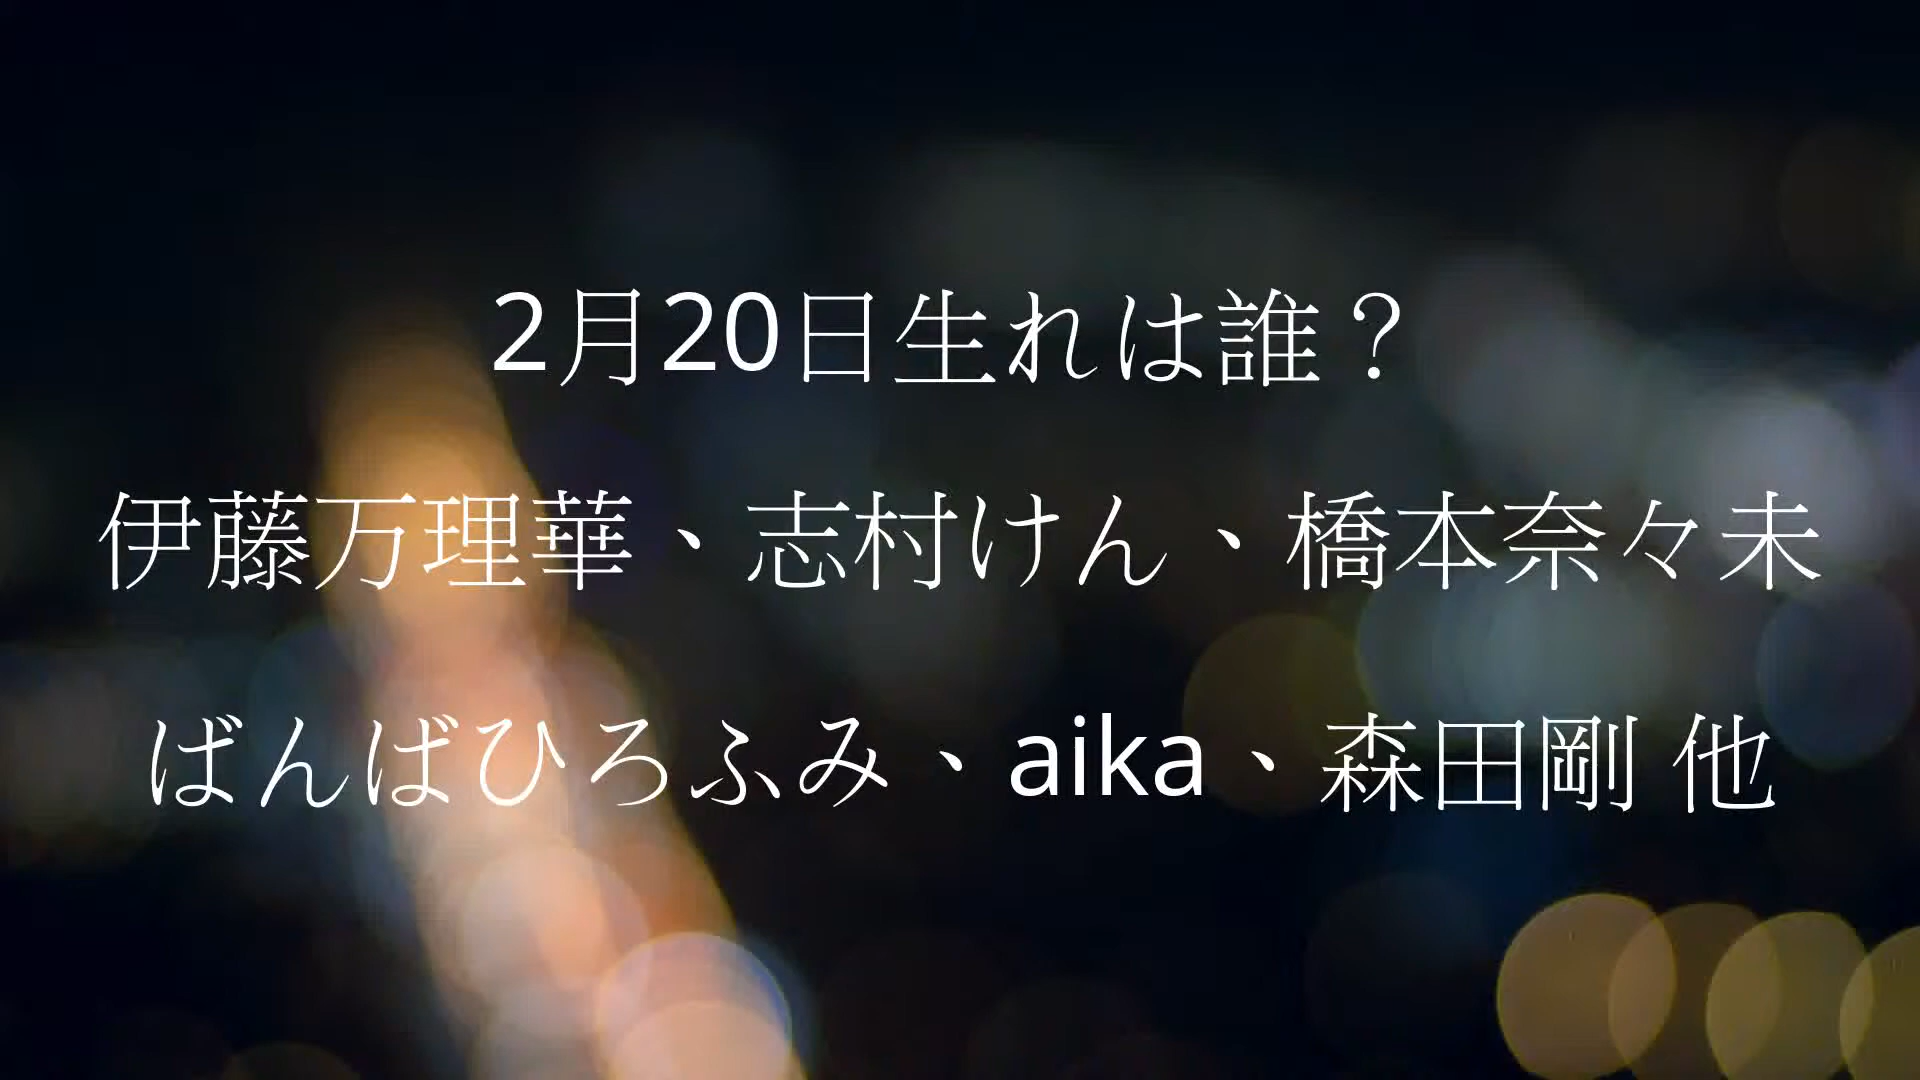 2月20日生れは誰？
伊藤万理華、志村けん、橋本奈々未
ばんばひろふみ、aika、森田剛 他